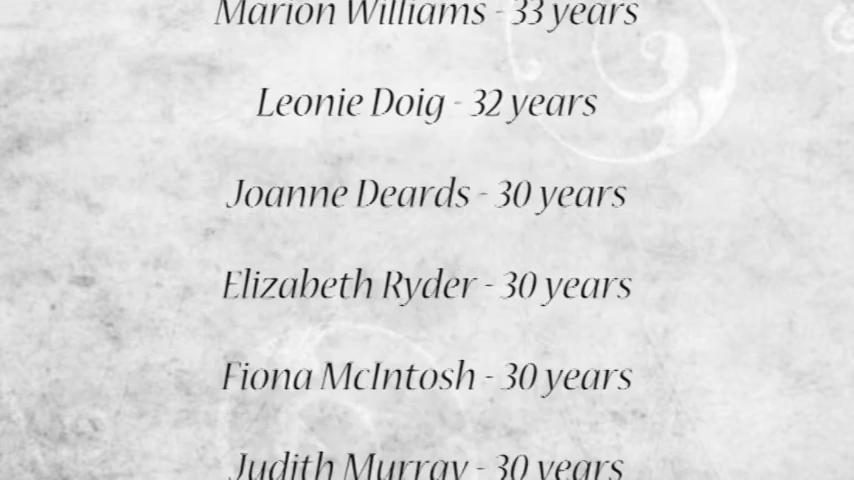 Marion Williams - 33 years
Leonie Doig - 32 years
Joanne Deards - 30 years
Elizabeth Ryder - 30 years
Fiona McIntosh - 30 years
Judith Murray - 30 years